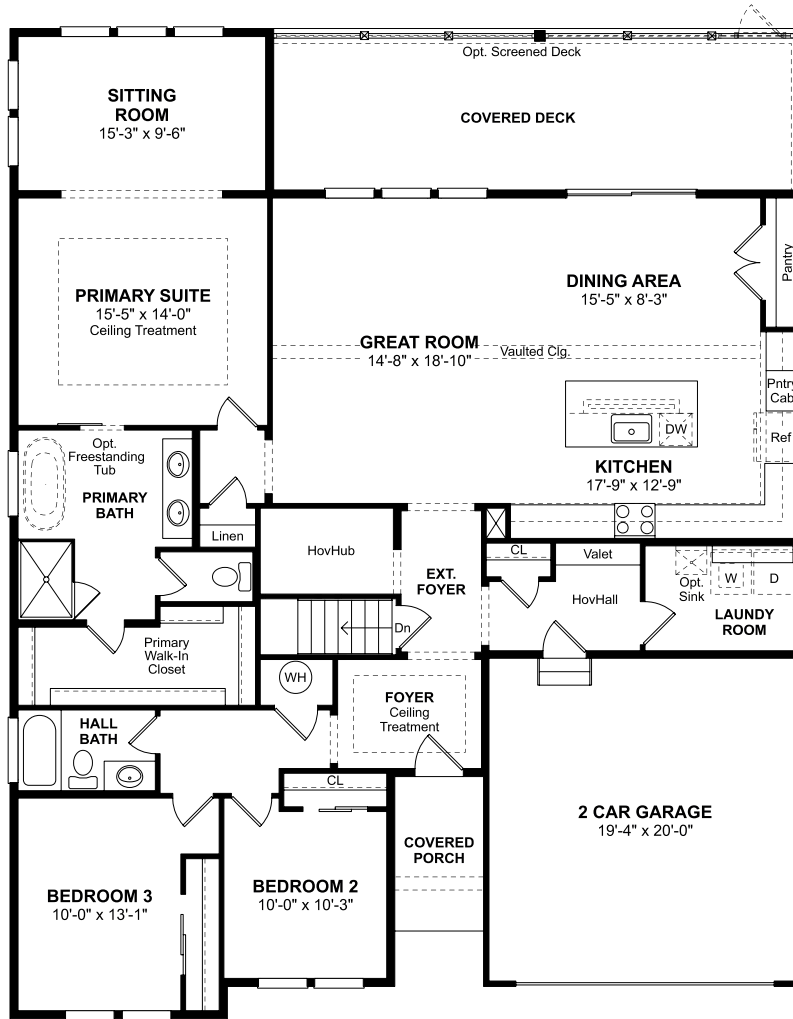 Opt. Screened Deck
COVERED DECK
SITTING
ROOM
15'-3" x 9'-6"
PRIMARY SUITE
15'-5" x 14'-0"
Ceiling Treatment
DINING AREA
15'-5" x 8'-3"
Pantry
GREAT ROOM
14'-8" x 18'-10"
Vaulted Clg.
Pntry
Cab
Ref
DW
KITCHEN
17'-9" x 12'-9"
Opt.
Freestanding
Tub
PRIMARY
BATH
Linen
HovHub
EXT.
FOYER
CL
Valet
HovHall
Opt.
Sink
W
D
LAUNDY
ROOM
Dn
Primary
Walk-In
Closet
WH
FOYER
Ceiling
Treatment
HALL
BATH
CL
COVERED
PORCH
2 CAR GARAGE
19'-4" x 20'-0"
BEDROOM 3
10'-0" x 13'-1"
BEDROOM 2
10'-0" x 10'-3"